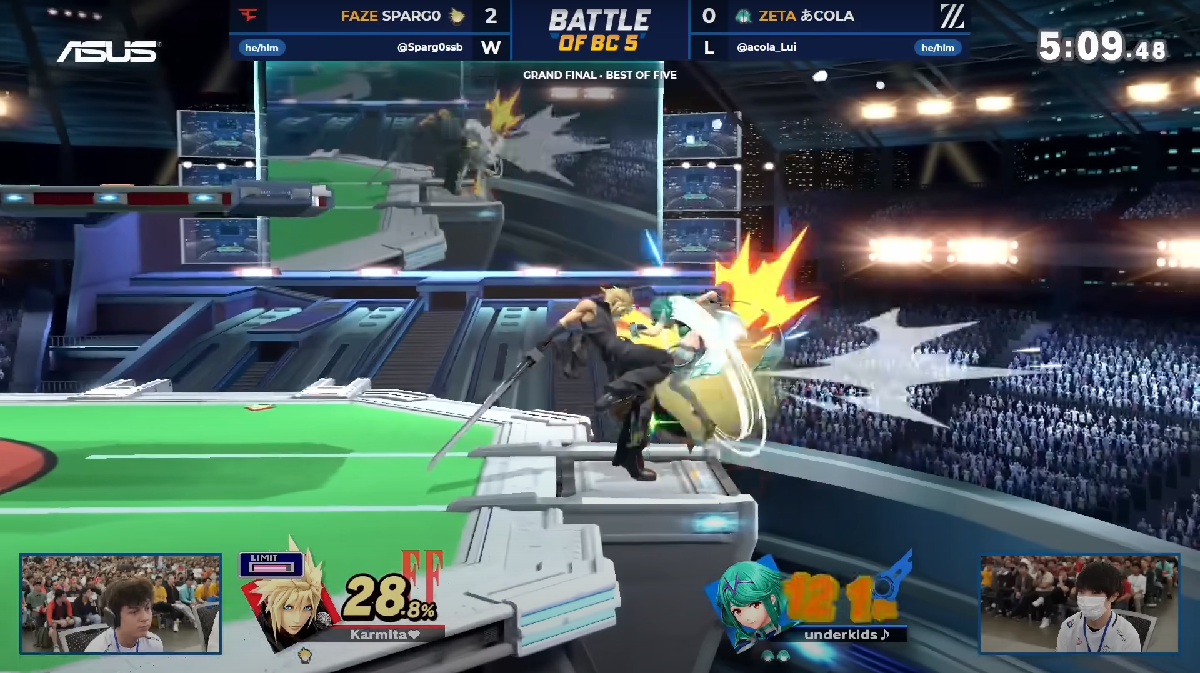 FAZE SPARG0 2
he/him @Sparg0ssb W
BATTLE
OF BC 5
0 ZETA あCOLA
L @acola_Lui he/him
ASUS
5:09.48
GRAND FINAL - BEST OF FIVE
LIMIT
FF
28.8%
Karmita♥
underkids♪